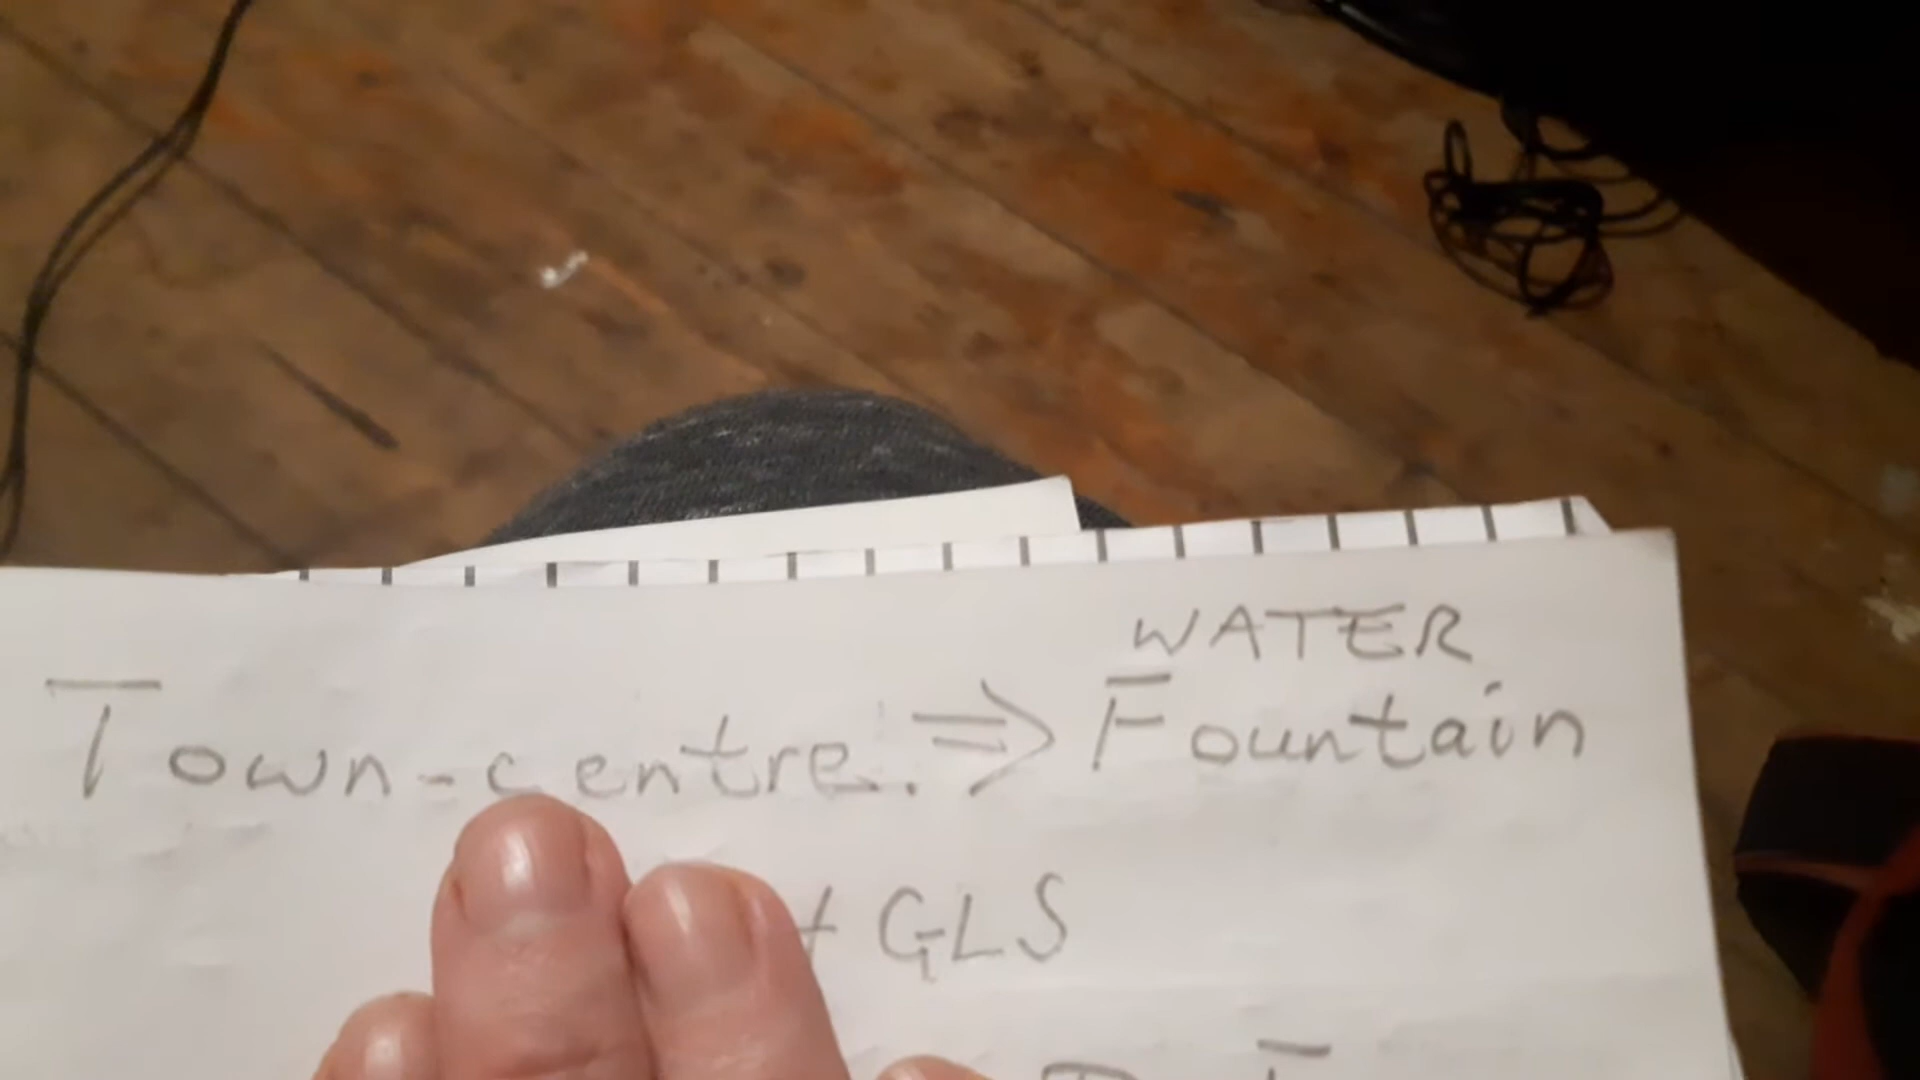 WATER
Town-centre. ⇒ Fountain
GLS